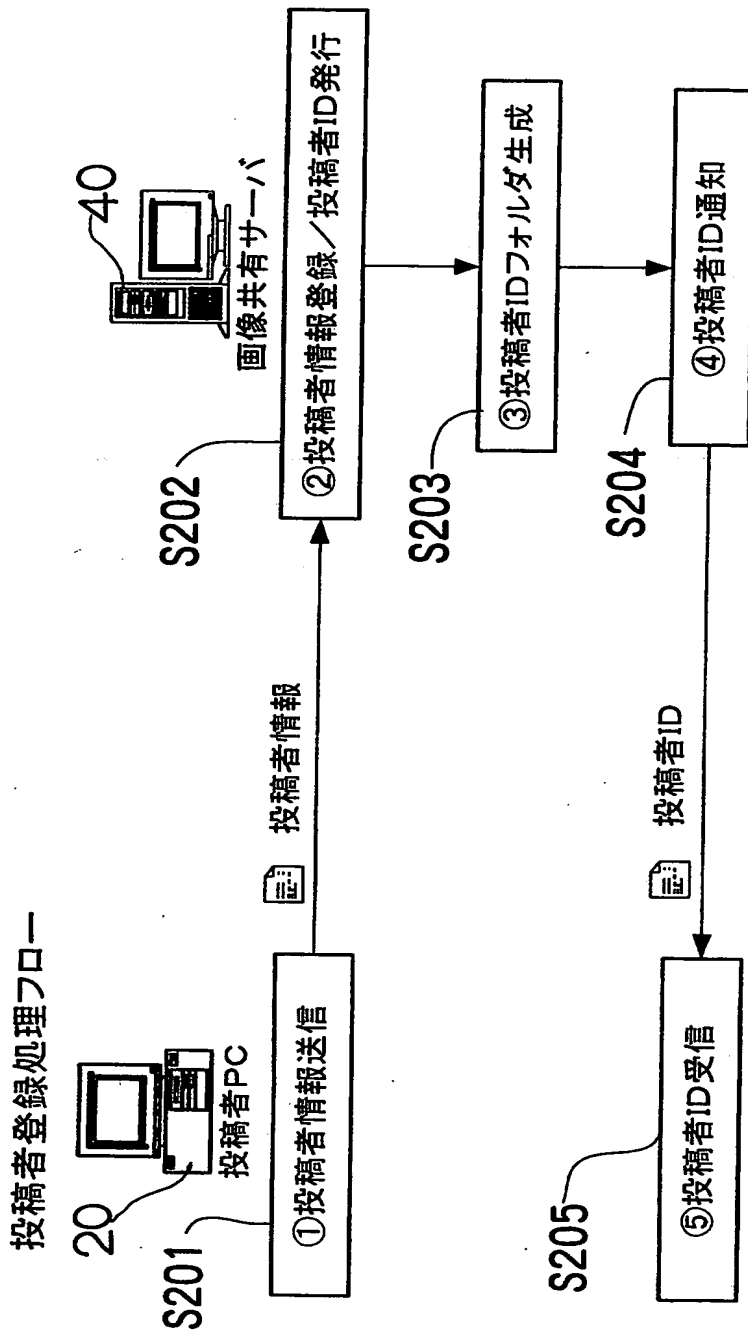 投稿者登録処理フロー
20
投稿者PC
40
画像共有サーバ
S201
①投稿者情報送信
投稿者情報
S202
②投稿者情報登録／投稿者ID発行
S203
③投稿者IDフォルダ生成
S204
④投稿者ID通知
投稿者ID
S205
⑤投稿者ID受信